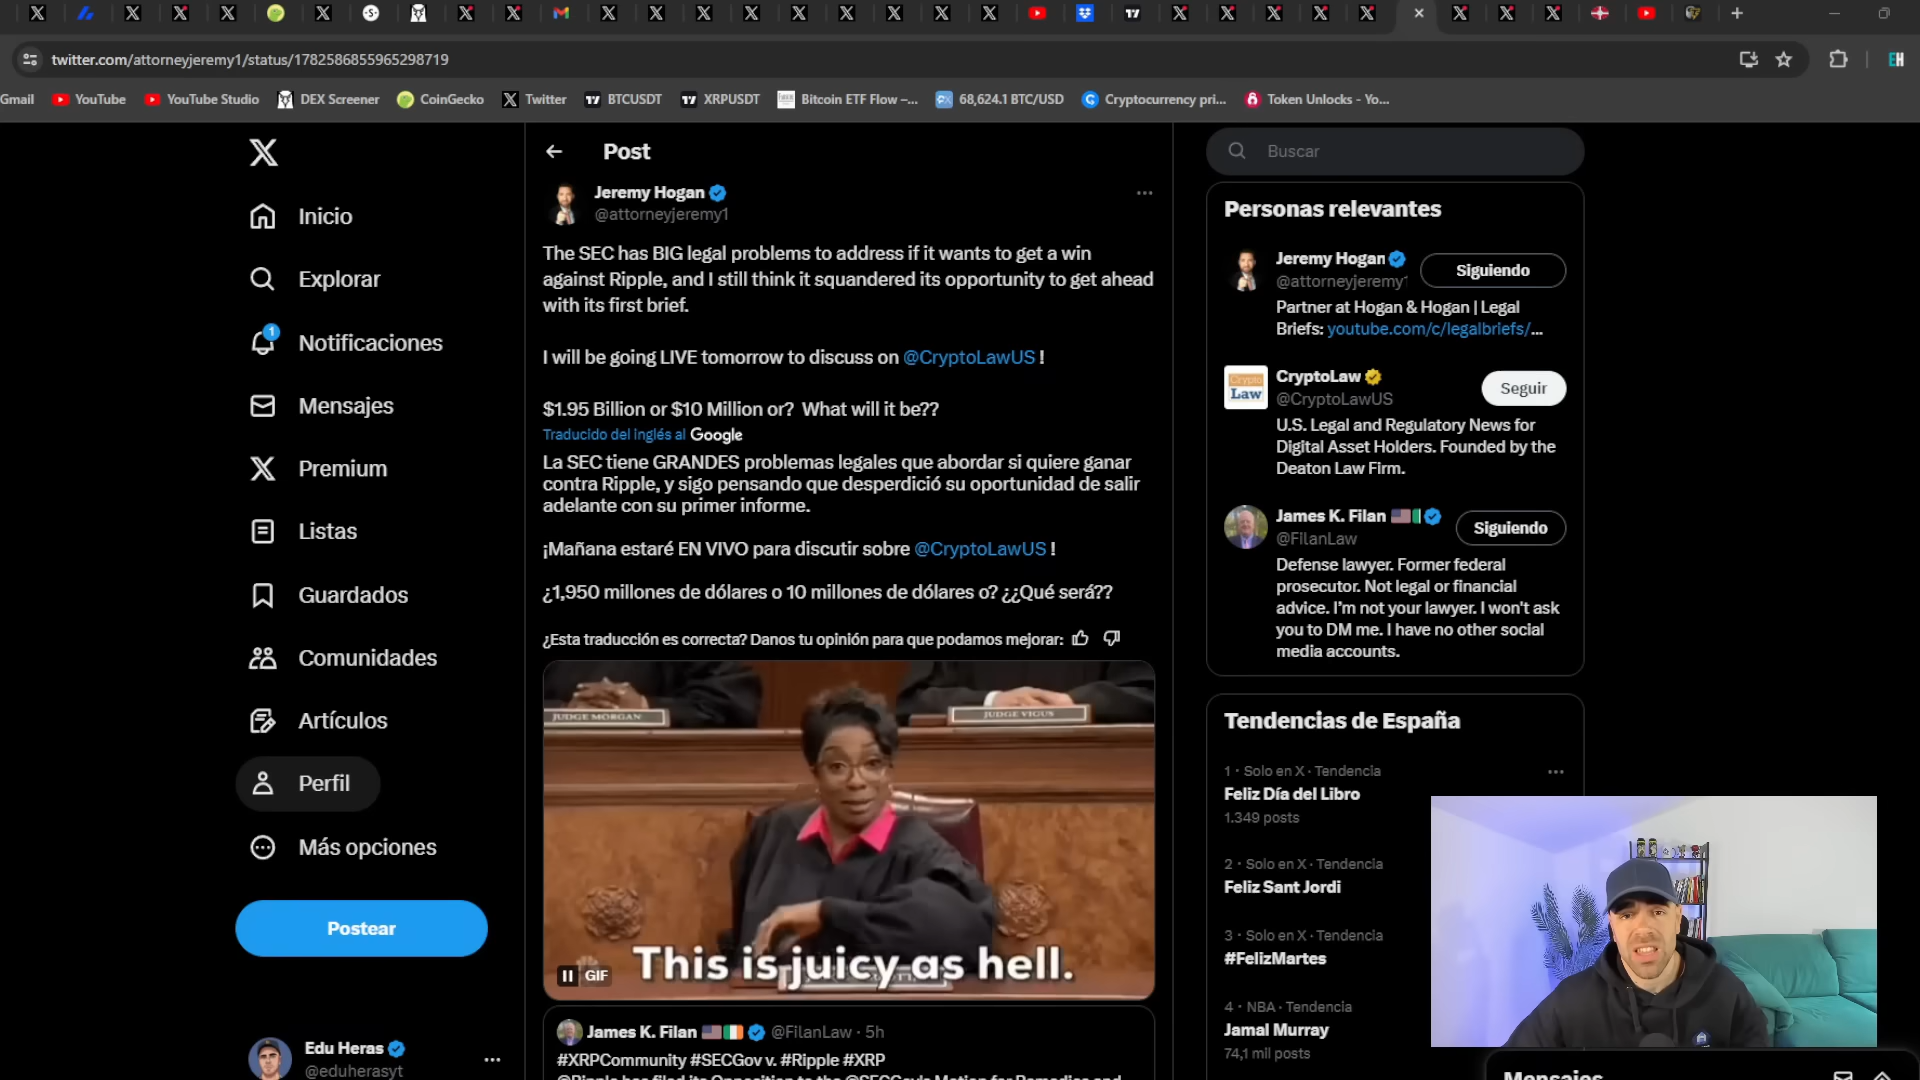 twitter.com/attorneyjeremy1/status/1782586855965298719
Gmail
YouTube
YouTube Studio
DEX Screener
CoinGecko
Twitter
BTCUSDT
XRPUSDT
Bitcoin ETF Flow –...
68,624.1 BTC/USD
Cryptocurrency pri...
Token Unlocks - Yo...
Inicio
Explorar
1
Notificaciones
Mensajes
Premium
Listas
Guardados
Comunidades
Artículos
Perfil
Más opciones
Postear
Edu Heras
@eduherasyt
Post
Jeremy Hogan
@attorneyjeremy1
The SEC has BIG legal problems to address if it wants to get a win
against Ripple, and I still think it squandered its opportunity to get ahead
with its first brief.
I will be going LIVE tomorrow to discuss on @CryptoLawUS !
$1.95 Billion or $10 Million or? What will it be??
Traducido del inglés al Google
La SEC tiene GRANDES problemas legales que abordar si quiere ganar
contra Ripple, y sigo pensando que desperdició su oportunidad de salir
adelante con su primer informe.
¡Mañana estaré EN VIVO para discutir sobre @CryptoLawUS !
¿1,950 millones de dólares o 10 millones de dólares o? ¿¿Qué será??
¿Esta traducción es correcta? Danos tu opinión para que podamos mejorar:
JUDGE MORGAN
JUDGE VIGUS
This is juicy as hell.
GIF
James K. Filan @FilanLaw · 5h
#XRPCommunity #SECGov v. #Ripple #XRP
Buscar
Personas relevantes
Jeremy Hogan
@attorneyjeremy1
Siguiendo
Partner at Hogan & Hogan | Legal
Briefs: youtube.com/c/legalbriefs/...
Crypto
Law
CryptoLaw
@CryptoLawUS
Seguir
U.S. Legal and Regulatory News for
Digital Asset Holders. Founded by the
Deaton Law Firm.
James K. Filan
@FilanLaw
Siguiendo
Defense lawyer. Former federal
prosecutor. Not legal or financial
advice. I'm not your lawyer. I won't ask
you to DM me. I have no other social
media accounts.
Tendencias de España
1 · Solo en X · Tendencia
Feliz Día del Libro
1.349 posts
2 · Solo en X · Tendencia
Feliz Sant Jordi
3 · Solo en X · Tendencia
#FelizMartes
4 · NBA · Tendencia
Jamal Murray
74,1 mil posts
Mensajes